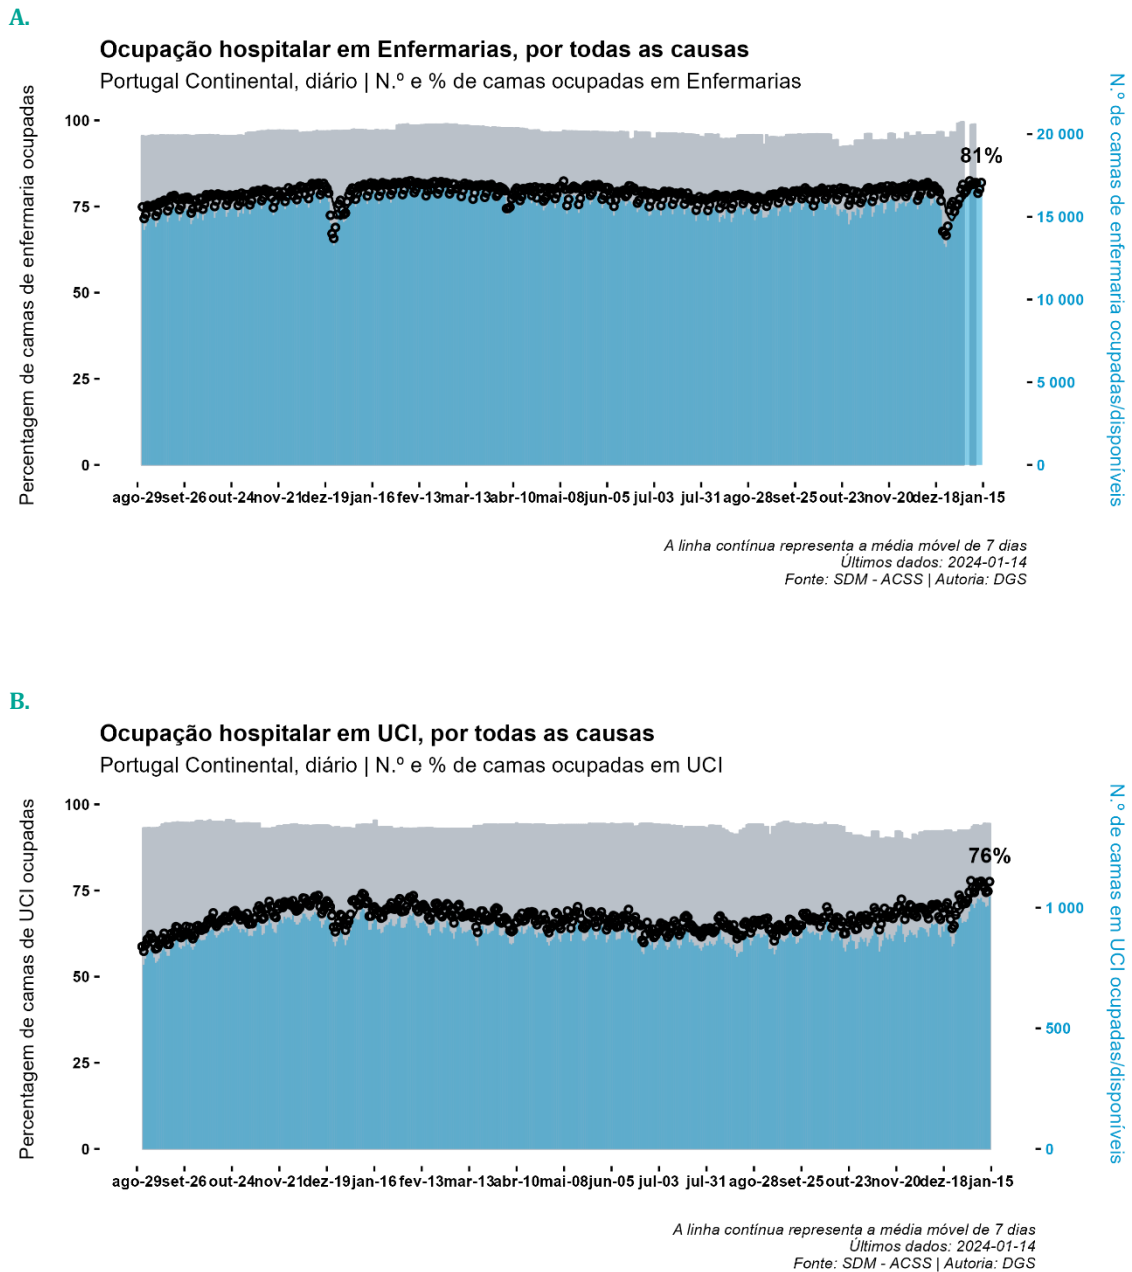 A.
Ocupação hospitalar em Enfermarias, por todas as causas
Portugal Continental, diário | N.º e % de camas ocupadas em Enfermarias
Percentagem de camas de enfermaria ocupadas
100
75
50
25
0
81%
20 000
15 000
10 000
5 000
0
N.º de camas de enfermaria ocupadas/disponíveis
ago-29 set-26 out-24 nov-21 dez-19 jan-16 fev-13 mar-13 abr-10 mai-08 jun-05 jul-03 jul-31 ago-28 set-25 out-23 nov-20 dez-18 jan-15
A linha contínua representa a média móvel de 7 dias
Últimos dados: 2024-01-14
Fonte: SDM - ACSS | Autoria: DGS
B.
Ocupação hospitalar em UCI, por todas as causas
Portugal Continental, diário | N.º e % de camas ocupadas em UCI
Percentagem de camas de UCI ocupadas
100
75
50
25
0
76%
1 000
500
0
N.º de camas em UCI ocupadas/disponíveis
ago-29 set-26 out-24 nov-21 dez-19 jan-16 fev-13 mar-13 abr-10 mai-08 jun-05 jul-03 jul-31 ago-28 set-25 out-23 nov-20 dez-18 jan-15
A linha contínua representa a média móvel de 7 dias
Últimos dados: 2024-01-14
Fonte: SDM - ACSS | Autoria: DGS